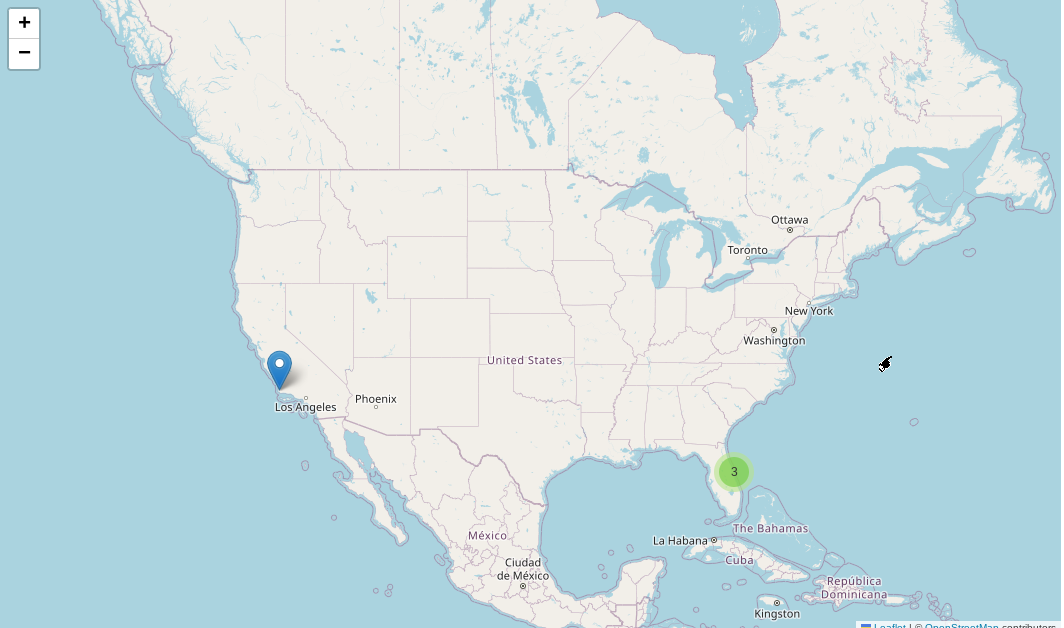 +
−
Ottawa
Toronto
New York
Washington
United States
Los Angeles
Phoenix
3
México
The Bahamas
La Habana
Cuba
Ciudad
de México
República
Dominicana
Kingston
Leaflet | © OpenStreetMap contributors